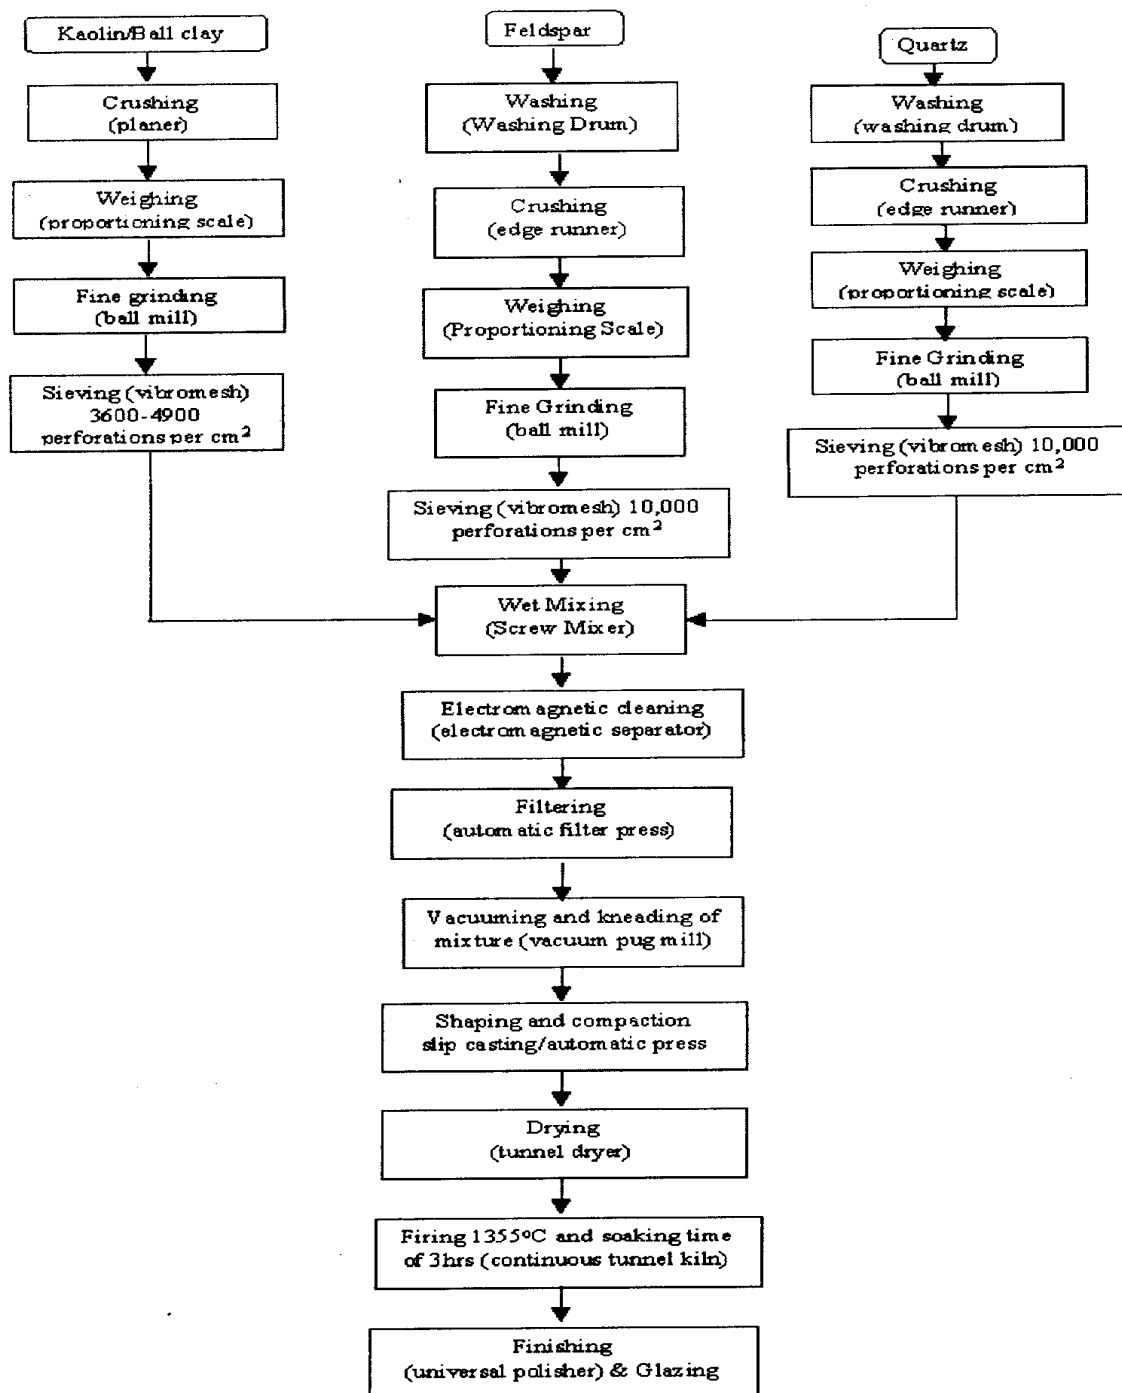 Kaolin/Ball clay
Crushing
(planer)
Weighing
(proportioning scale)
Fine grinding
(ball mill)
Sieving (vibromesh)
3600-4900
perforations per cm²
Feldspar
Washing
(Washing Drum)
Crushing
(edge runner)
Weighing
(Proportioning Scale)
Fine Grinding
(ball mill)
Sieving (vibromesh) 10,000
perforations per cm²
Quartz
Washing
(washing drum)
Crushing
(edge runner)
Weighing
(proportioning scale)
Fine Grinding
(ball mill)
Sieving (vibromesh) 10,000
perforations per cm²
Wet Mixing
(Screw Mixer)
Electromagnetic cleaning
(electromagnetic separator)
Filtering
(automatic filter press)
Vacuuming and kneading of
mixture (vacuum pug mill)
Shaping and compaction
slip casting/automatic press
Drying
(tunnel dryer)
Firing 1355°C and soaking time
of 3hrs (continuous tunnel kiln)
Finishing
(universal polisher) & Glazing